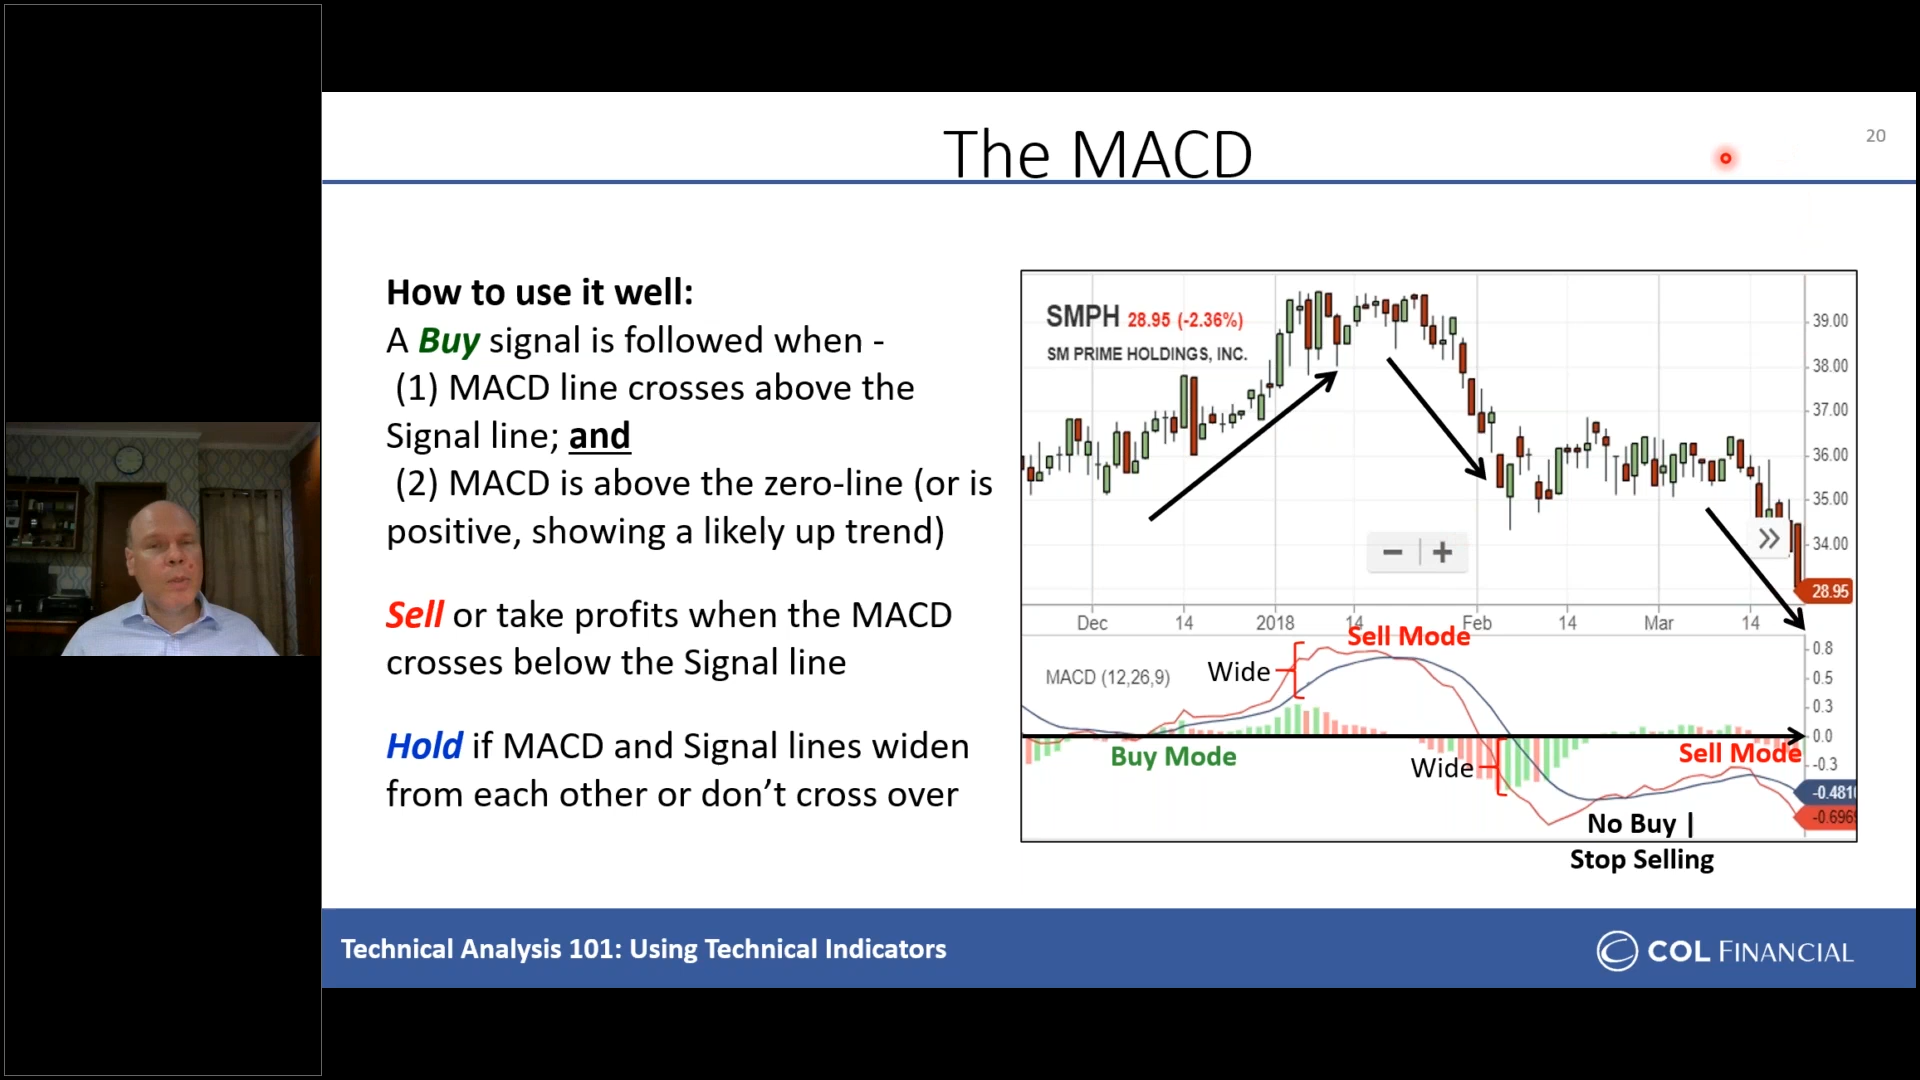 The MACD
20
How to use it well:
A Buy signal is followed when -
(1) MACD line crosses above the
Signal line; and
(2) MACD is above the zero-line (or is
positive, showing a likely up trend)
Sell or take profits when the MACD
crosses below the Signal line
Hold if MACD and Signal lines widen
from each other or don’t cross over
SMPH 28.95 (-2.36%)
SM PRIME HOLDINGS, INC.
39.00
38.00
37.00
36.00
35.00
34.00
28.95
Dec 14 2018 14 Feb 14 Mar 14
Sell Mode
MACD (12,26,9)
Wide
0.8
0.5
0.3
0.0
-0.3
Buy Mode
Wide
Sell Mode
-0.481
-0.696
No Buy |
Stop Selling
Technical Analysis 101: Using Technical Indicators
COL FINANCIAL